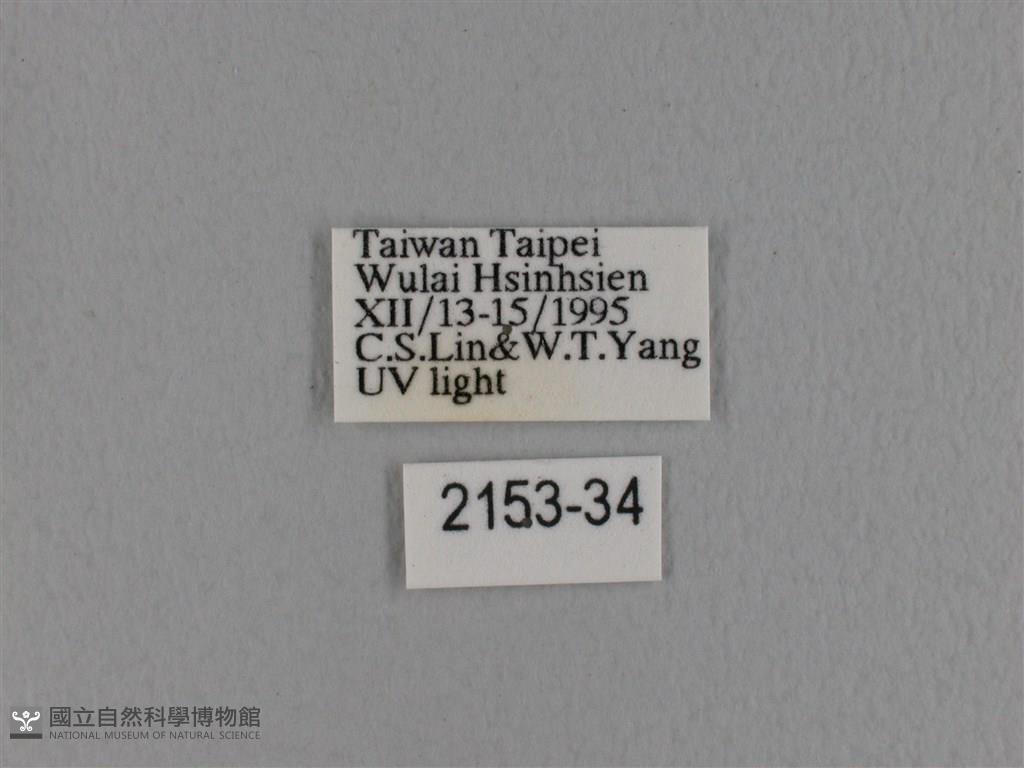 Taiwan Taipei
Wulai Hsinhsien
XII/13-15/1995
C.S.Lin&W.T.Yang
UV light
2153-34
國立自然科學博物館
NATIONAL MUSEUM OF NATURAL SCIENCE